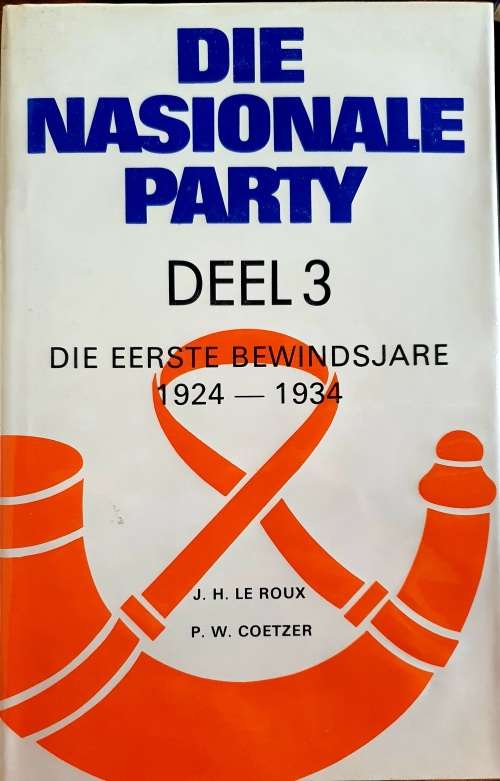 DIE
NASIONALE
PARTY
DEEL 3
DIE EERSTE BEWINDSJARE
1924 — 1934
J. H. LE ROUX
P. W. COETZER